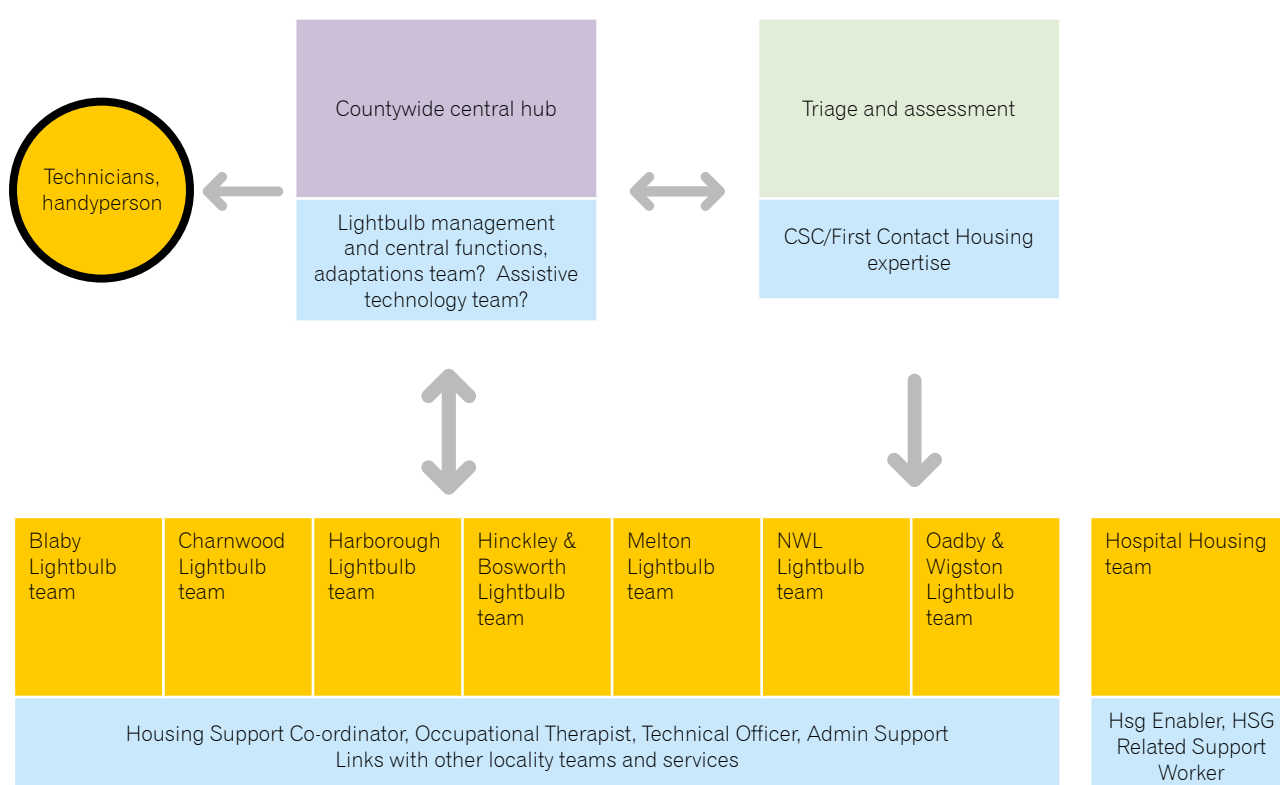 Countywide central hub
Triage and assessment
Technicians,
handyperson
Lightbulb management
and central functions,
adaptations team?  Assistive
technology team?
CSC/First Contact Housing
expertise
Blaby
Lightbulb
team
Charnwood
Lightbulb
team
Harborough
Lightbulb
team
Hinckley &
Bosworth
Lightbulb
team
Melton
Lightbulb
team
NWL
Lightbulb
team
Oadby &
Wigston
Lightbulb
team
Hospital Housing
team
Housing Support Co-ordinator, Occupational Therapist, Technical Officer, Admin Support
Links with other locality teams and services
Hsg Enabler, HSG
Related Support
Worker